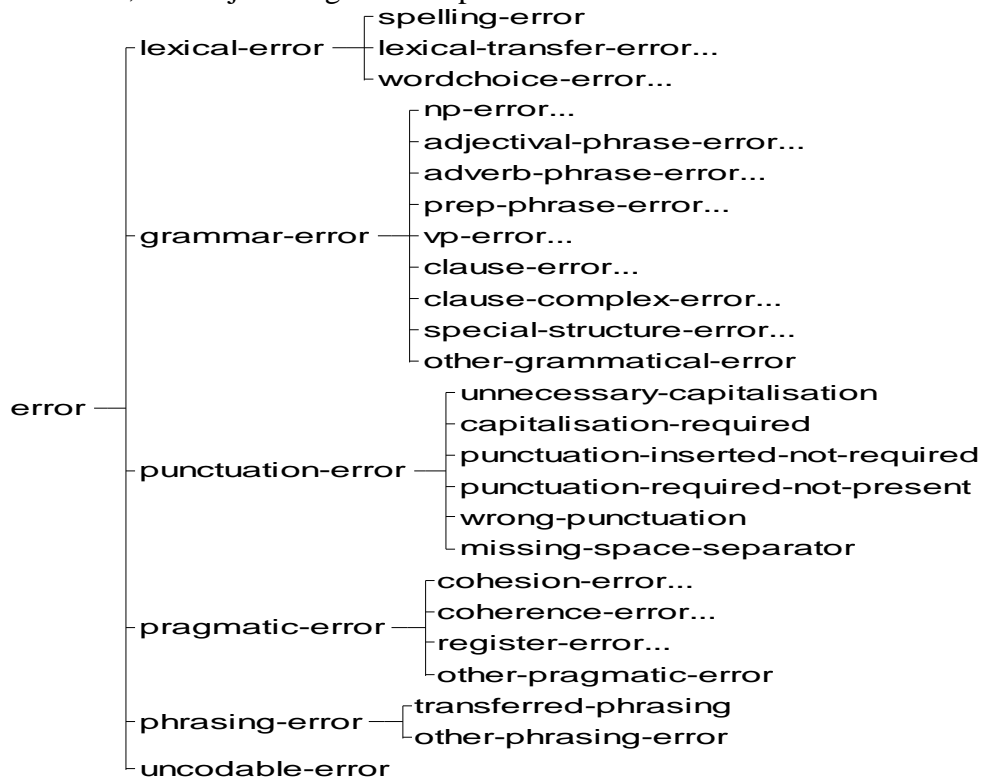 error
lexical-error
spelling-error
lexical-transfer-error...
wordchoice-error...
grammar-error
np-error...
adjectival-phrase-error...
adverb-phrase-error...
prep-phrase-error...
vp-error...
clause-error...
clause-complex-error...
special-structure-error...
other-grammatical-error
punctuation-error
unnecessary-capitalisation
capitalisation-required
punctuation-inserted-not-required
punctuation-required-not-present
wrong-punctuation
missing-space-separator
pragmatic-error
cohesion-error...
coherence-error...
register-error...
other-pragmatic-error
phrasing-error
transferred-phrasing
other-phrasing-error
uncodable-error